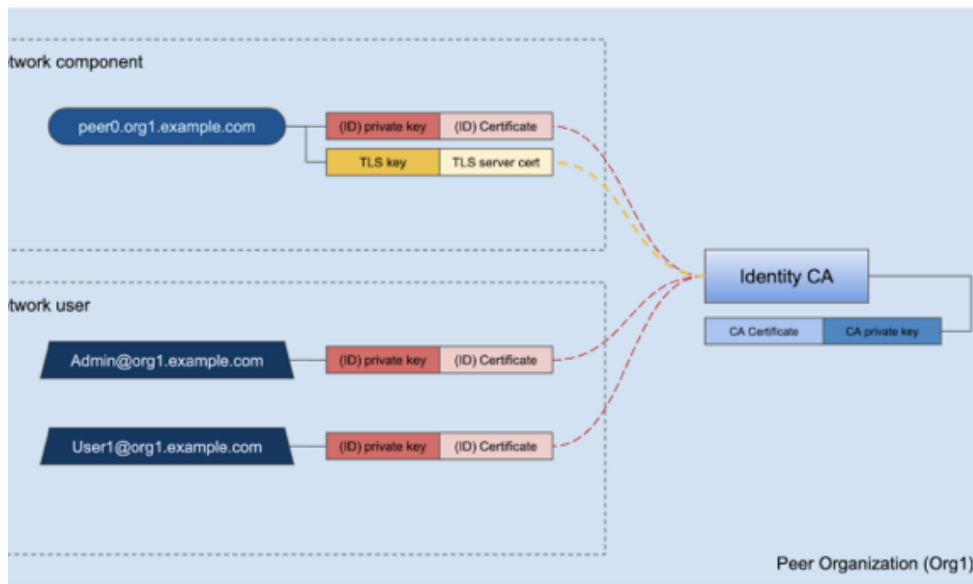 etwork component
peer0.org1.example.com
(ID) private key
(ID) Certificate
TLS key
TLS server cert
Identity CA
CA Certificate
CA private key
etwork user
Admin@org1.example.com
(ID) private key
(ID) Certificate
User1@org1.example.com
(ID) private key
(ID) Certificate
Peer Organization (Org1)